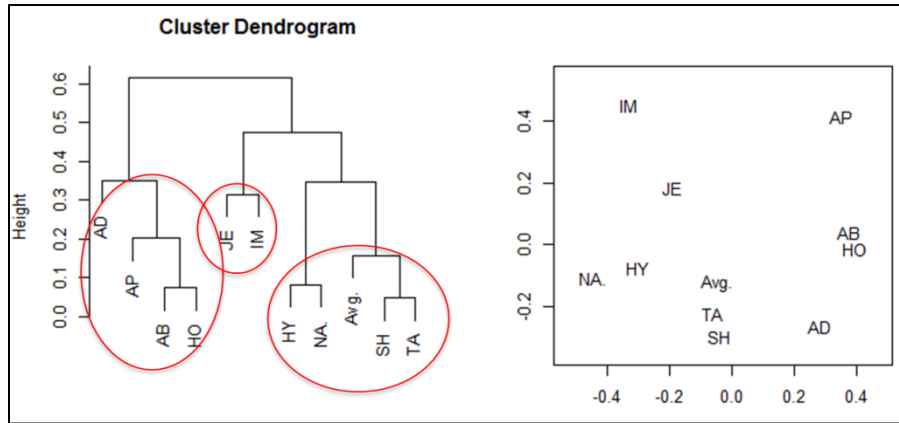 Cluster Dendrogram
Height
0.0 0.1 0.2 0.3 0.4 0.5 0.6
AD
AP
AB
HO
JE
IM
HY
NA.
Avg.
SH
TA
0.4
0.2
0.0
-0.2
IM
AP
JE
AB
HO
HY
NA.
Avg.
TA
SH
AD
-0.4 -0.2 0.0 0.2 0.4